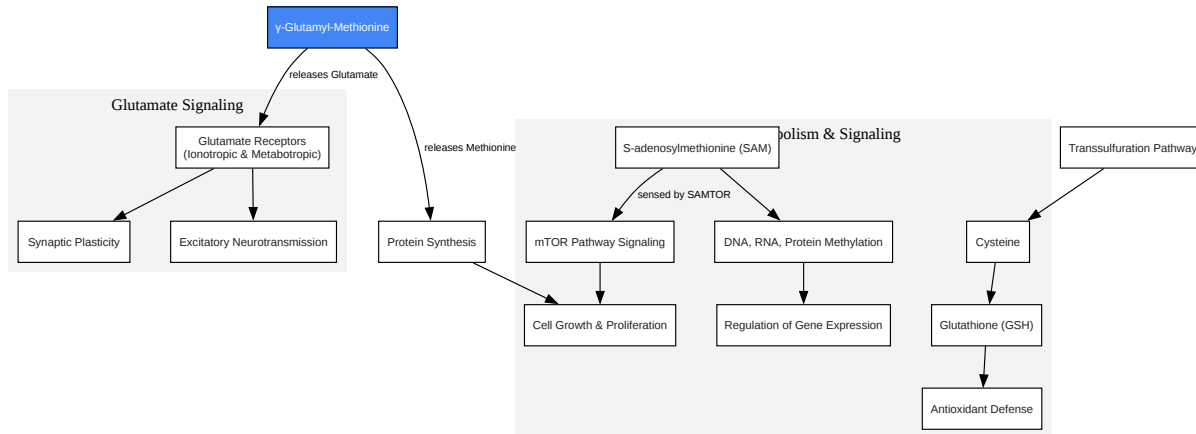 γ-Glutamyl-Methionine
releases Glutamate
Glutamate Signaling
Glutamate Receptors
(Ionotropic & Metabotropic)
releases Methionine
S-adenosylmethionine (SAM)
& Signaling
Transsulfuration Pathway
sensed by SAMTOR
Synaptic Plasticity
Excitatory Neurotransmission
Protein Synthesis
mTOR Pathway Signaling
DNA, RNA, Protein Methylation
Cysteine
Cell Growth & Proliferation
Regulation of Gene Expression
Glutathione (GSH)
Antioxidant Defense